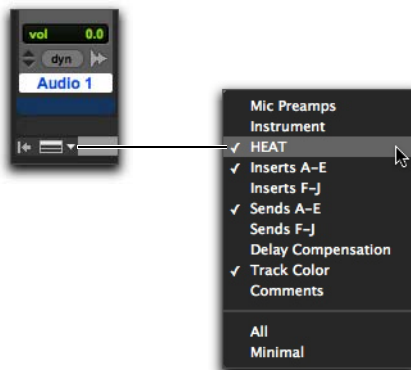 vol 0.0
dyn
Audio 1
Mic Preamps
Instrument
✓ HEAT
✓ Inserts A–E
Inserts F–J
✓ Sends A–E
Sends F–J
Delay Compensation
✓ Track Color
Comments
All
Minimal